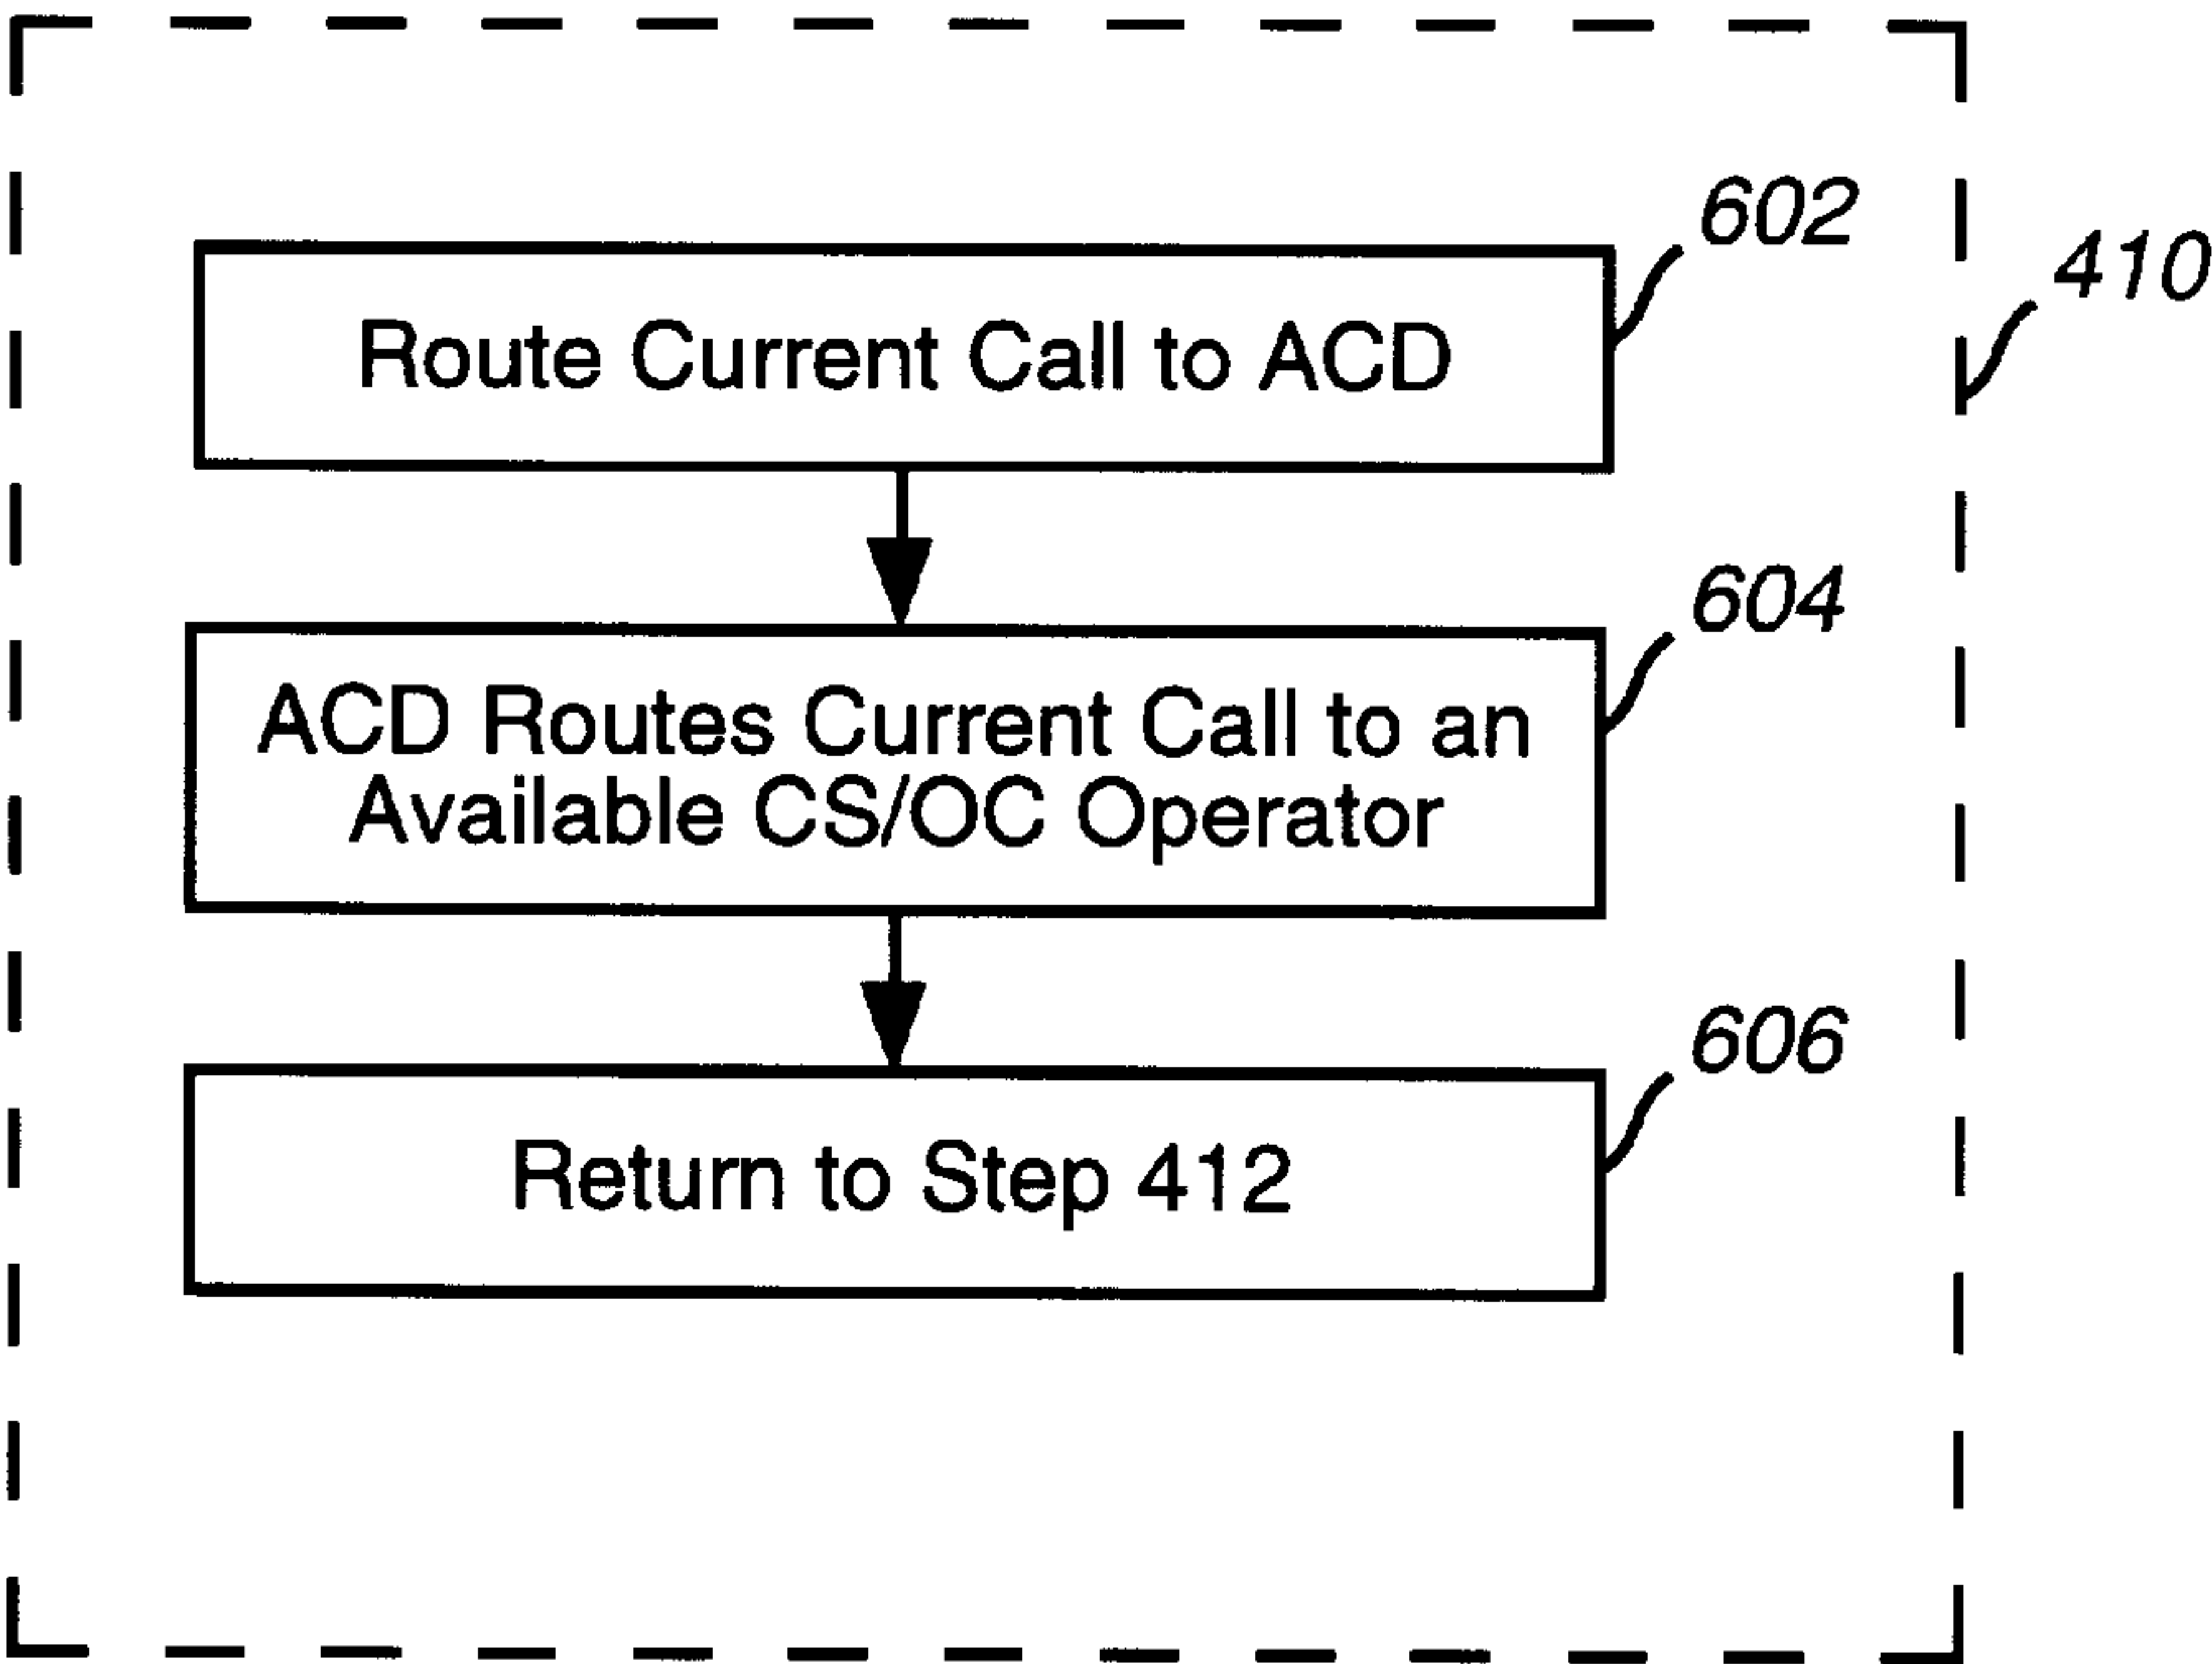 602
410
Route Current Call to ACD
604
ACD Routes Current Call to an
Available CS/OC Operator
606
Return to Step 412